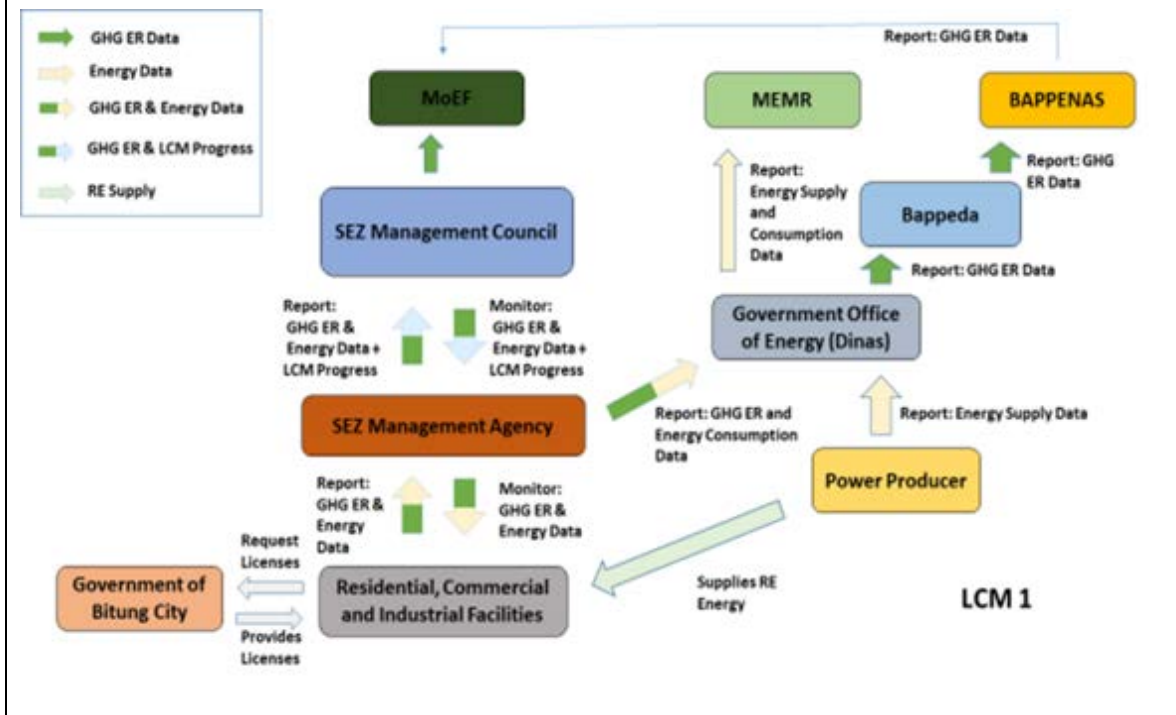 GHG ER Data
Energy Data
GHG ER & Energy Data
GHG ER & LCM Progress
RE Supply
Report: GHG ER Data
MoEF
MEMR
BAPPENAS
Report: GHG
ER Data
Report:
Energy Supply
and
Consumption
Data
Bappeda
SEZ Management Council
Report: GHG ER Data
Report:
GHG ER &
Energy Data +
LCM Progress
Monitor:
GHG ER &
Energy Data +
LCM Progress
Government Office
of Energy (Dinas)
SEZ Management Agency
Report: GHG ER and
Energy Consumption
Data
Report: Energy Supply Data
Power Producer
Report:
GHG ER &
Energy
Data
Monitor:
GHG ER &
Energy Data
Request
Licenses
Government of
Bitung City
Residential, Commercial
and Industrial Facilities
Supplies RE
Energy
LCM 1
Provides
Licenses